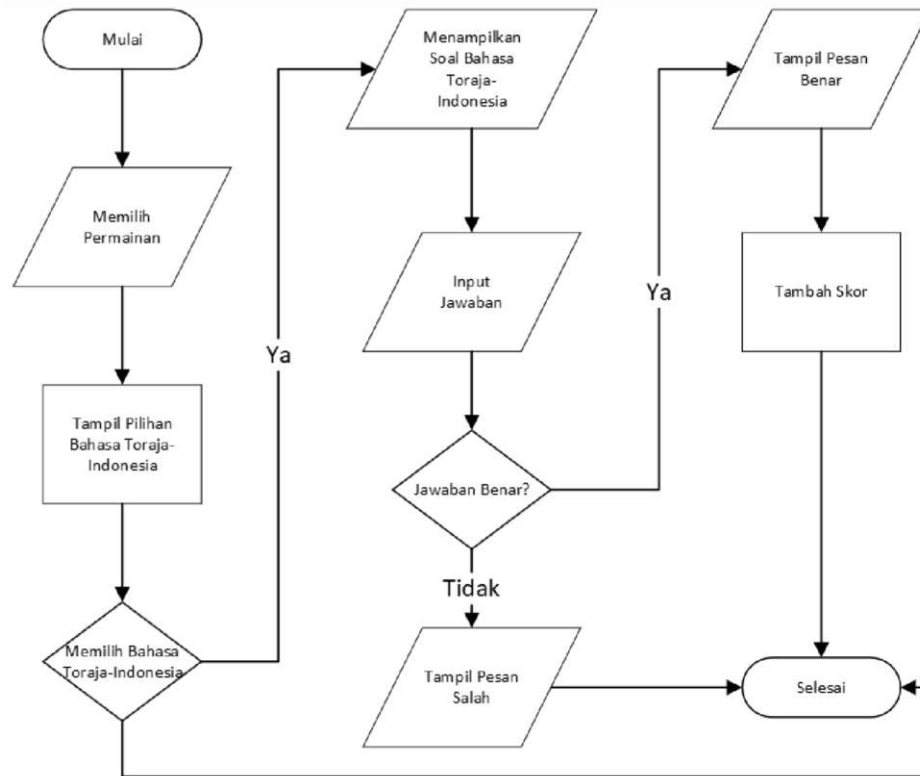 Mulai
Memilih
Permainan
Tampil Pilihan
Bahasa Toraja-
Indonesia
Memilih Bahasa
Toraja-Indonesia
Ya
Menampilkan
Soal Bahasa
Toraja-
Indonesia
Input
Jawaban
Jawaban Benar?
Tidak
Tampil Pesan
Salah
Ya
Tampil Pesan
Benar
Tambah Skor
Selesai